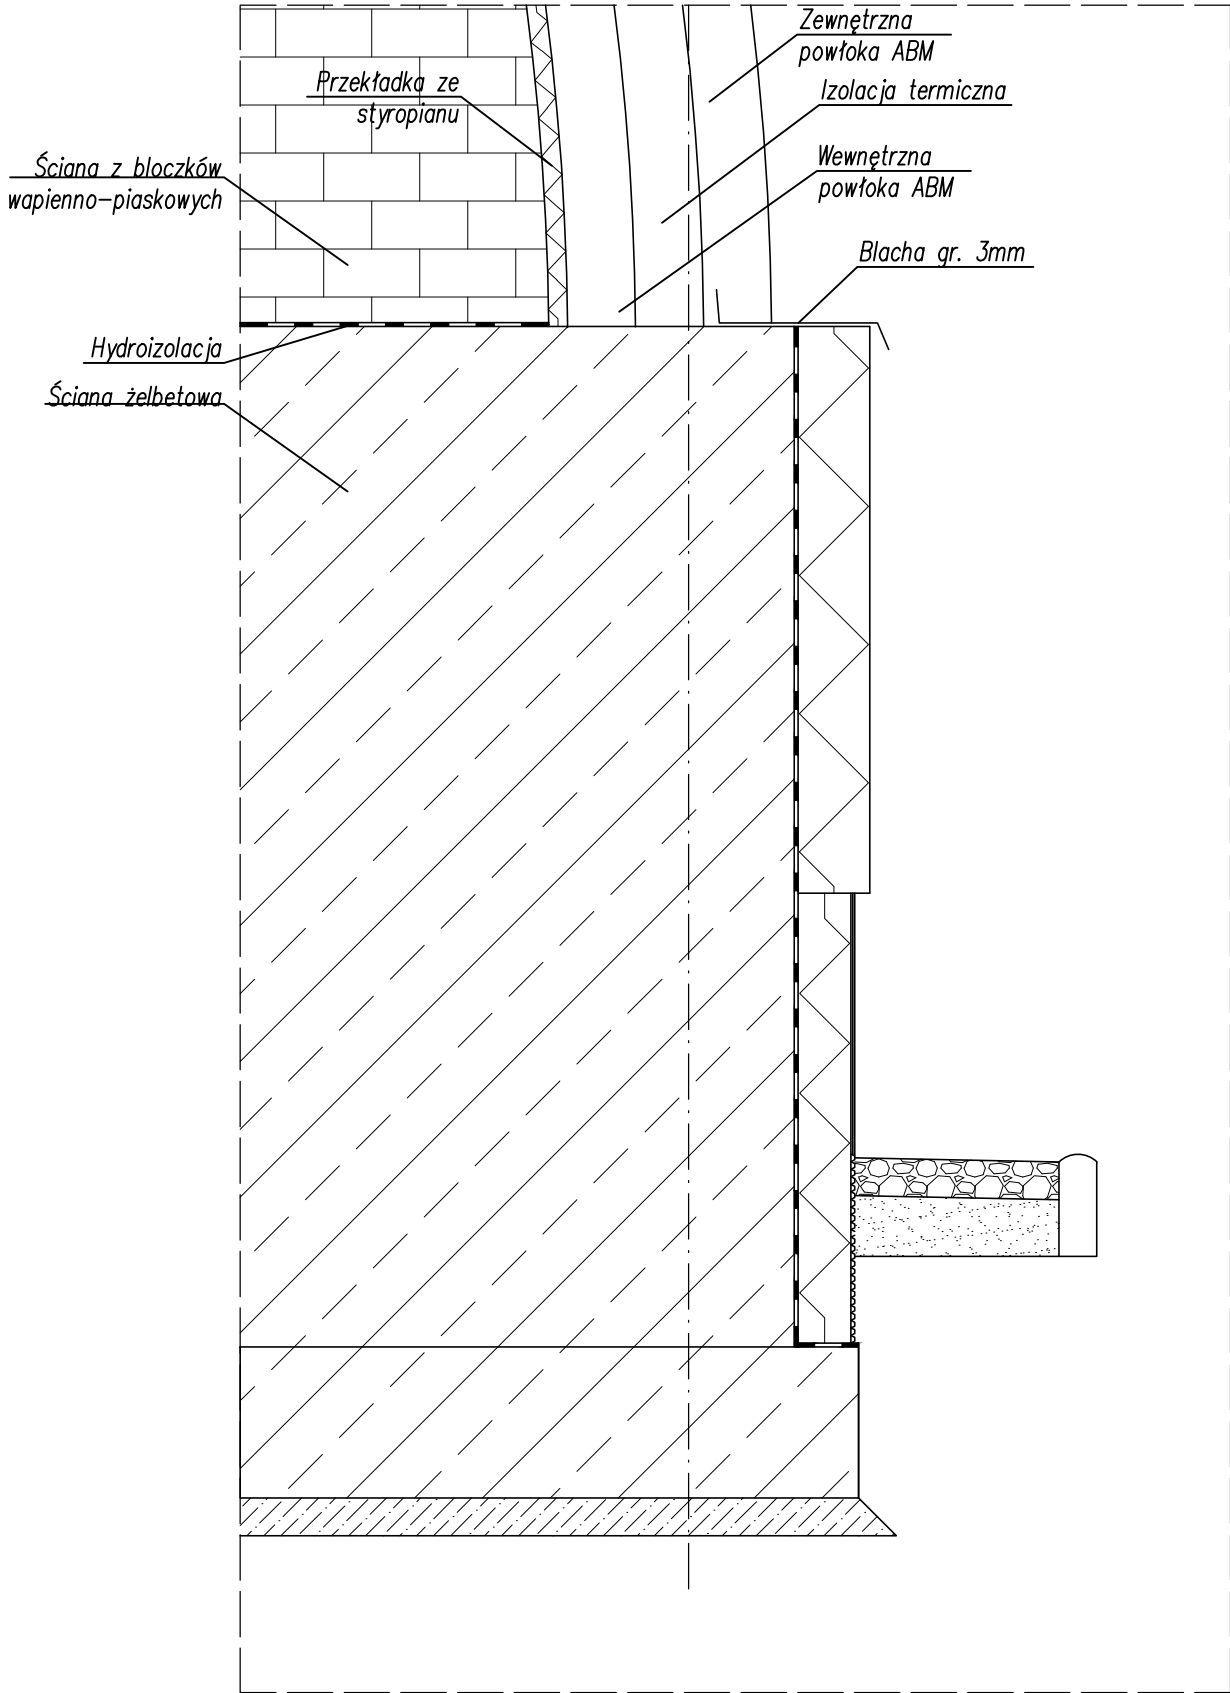 Zewnętrzna
powłoka ABM
Przekładka ze
styropianu
Izolacja termiczna
Ściana z bloczków
wapienno-piaskowych
Wewnętrzna
powłoka ABM
Blacha gr. 3mm
Hydroizolacja
Ściana żelbetowa